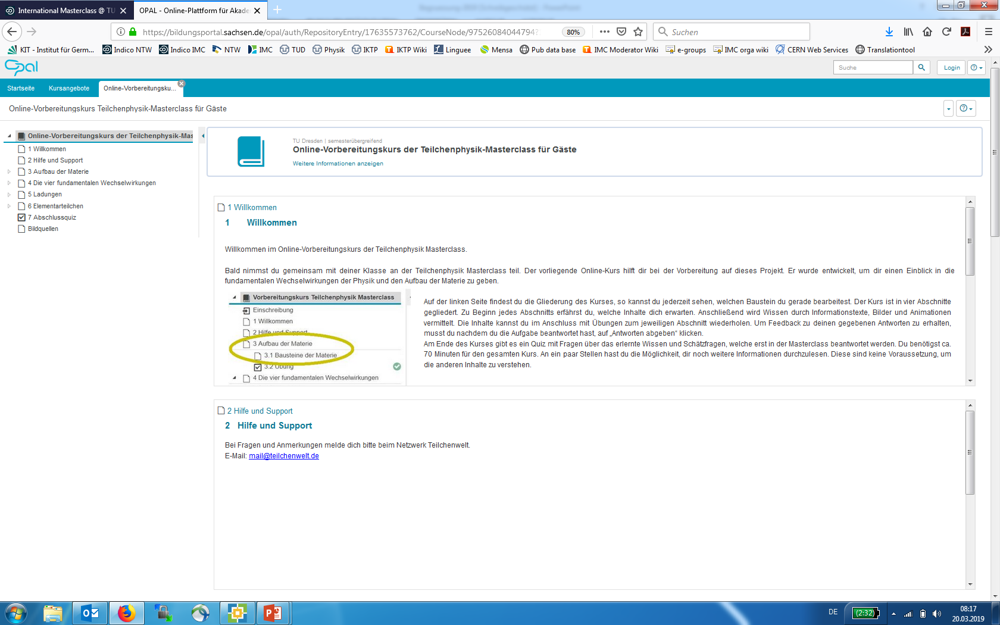 International Masterclass @ TU
OPAL - Online-Plattform für Akade
https://bildungsportal.sachsen.de/opal/auth/RepositoryEntry/17635573762/CourseNode/97526084044794?
80%
Suchen
KIT - Institut für Germ...
Indico NTW
Indico IMC
NTW
IMC
TUD
Physik
IKTP
IKTP Wiki
Linguee
Mensa
Pub data base
IMC Moderator Wiki
e-groups
IMC orga wiki
CERN Web Services
Translationtool
Opal
Suche
Login
Startseite
Kursangebote
Online-Vorbereitungsku...
Online-Vorbereitungskurs Teilchenphysik-Masterclass für Gäste
Online-Vorbereitungskurs der Teilchenphysik-Mas
1 Willkommen
2 Hilfe und Support
3 Aufbau der Materie
4 Die vier fundamentalen Wechselwirkungen
5 Ladungen
6 Elementarteilchen
7 Abschlussquiz
Bildquellen
TU Dresden | semesterübergreifend
Online-Vorbereitungskurs der Teilchenphysik-Masterclass für Gäste
Weitere Informationen anzeigen
1 Willkommen
1 Willkommen
Willkommen im Online-Vorbereitungskurs der Teilchenphysik Masterclass.
Bald nimmst du gemeinsam mit deiner Klasse an der Teilchenphysik Masterclass teil. Der vorliegende Online-Kurs hilft dir bei der Vorbereitung auf dieses Projekt. Er wurde entwickelt, um dir einen Einblick in die
fundamentalen Wechselwirkungen der Physik und den Aufbau der Materie zu geben.
Vorbereitungskurs Teilchenphysik Masterclass
Einschreibung
1 Willkommen
2 Hilfe und Support
3 Aufbau der Materie
3.1 Bausteine der Materie
3.2 Übung
4 Die vier fundamentalen Wechselwirkungen
Auf der linken Seite findest du die Gliederung des Kurses, so kannst du jederzeit sehen, welchen Baustein du gerade bearbeitest. Der Kurs ist in vier Abschnitte
gegliedert. Zu Beginn jedes Abschnitts erfährst du, welche Inhalte dich erwarten. Anschließend wird Wissen durch Informationstexte, Bilder und Animationen
vermittelt. Die Inhalte kannst du im Anschluss mit Übungen zum jeweiligen Abschnitt wiederholen. Um Feedback zu deinen gegebenen Antworten zu erhalten,
musst du nachdem du die Aufgabe beantwortet hast, auf „Antworten abgeben“ klicken.
Am Ende des Kurses gibt es ein Quiz mit Fragen über das erlernte Wissen und Schätzfragen, welche erst in der Masterclass beantwortet werden. Du benötigst ca.
70 Minuten für den gesamten Kurs. An ein paar Stellen hast du die Möglichkeit, dir noch weitere Informationen durchzulesen. Diese sind keine Voraussetzung, um
die anderen Inhalte zu verstehen.
2 Hilfe und Support
2 Hilfe und Support
Bei Fragen und Anmerkungen melde dich bitte beim Netzwerk Teilchenwelt.
E-Mail: mail@teilchenwelt.de
DE
(2:32)
08:17
20.03.2019